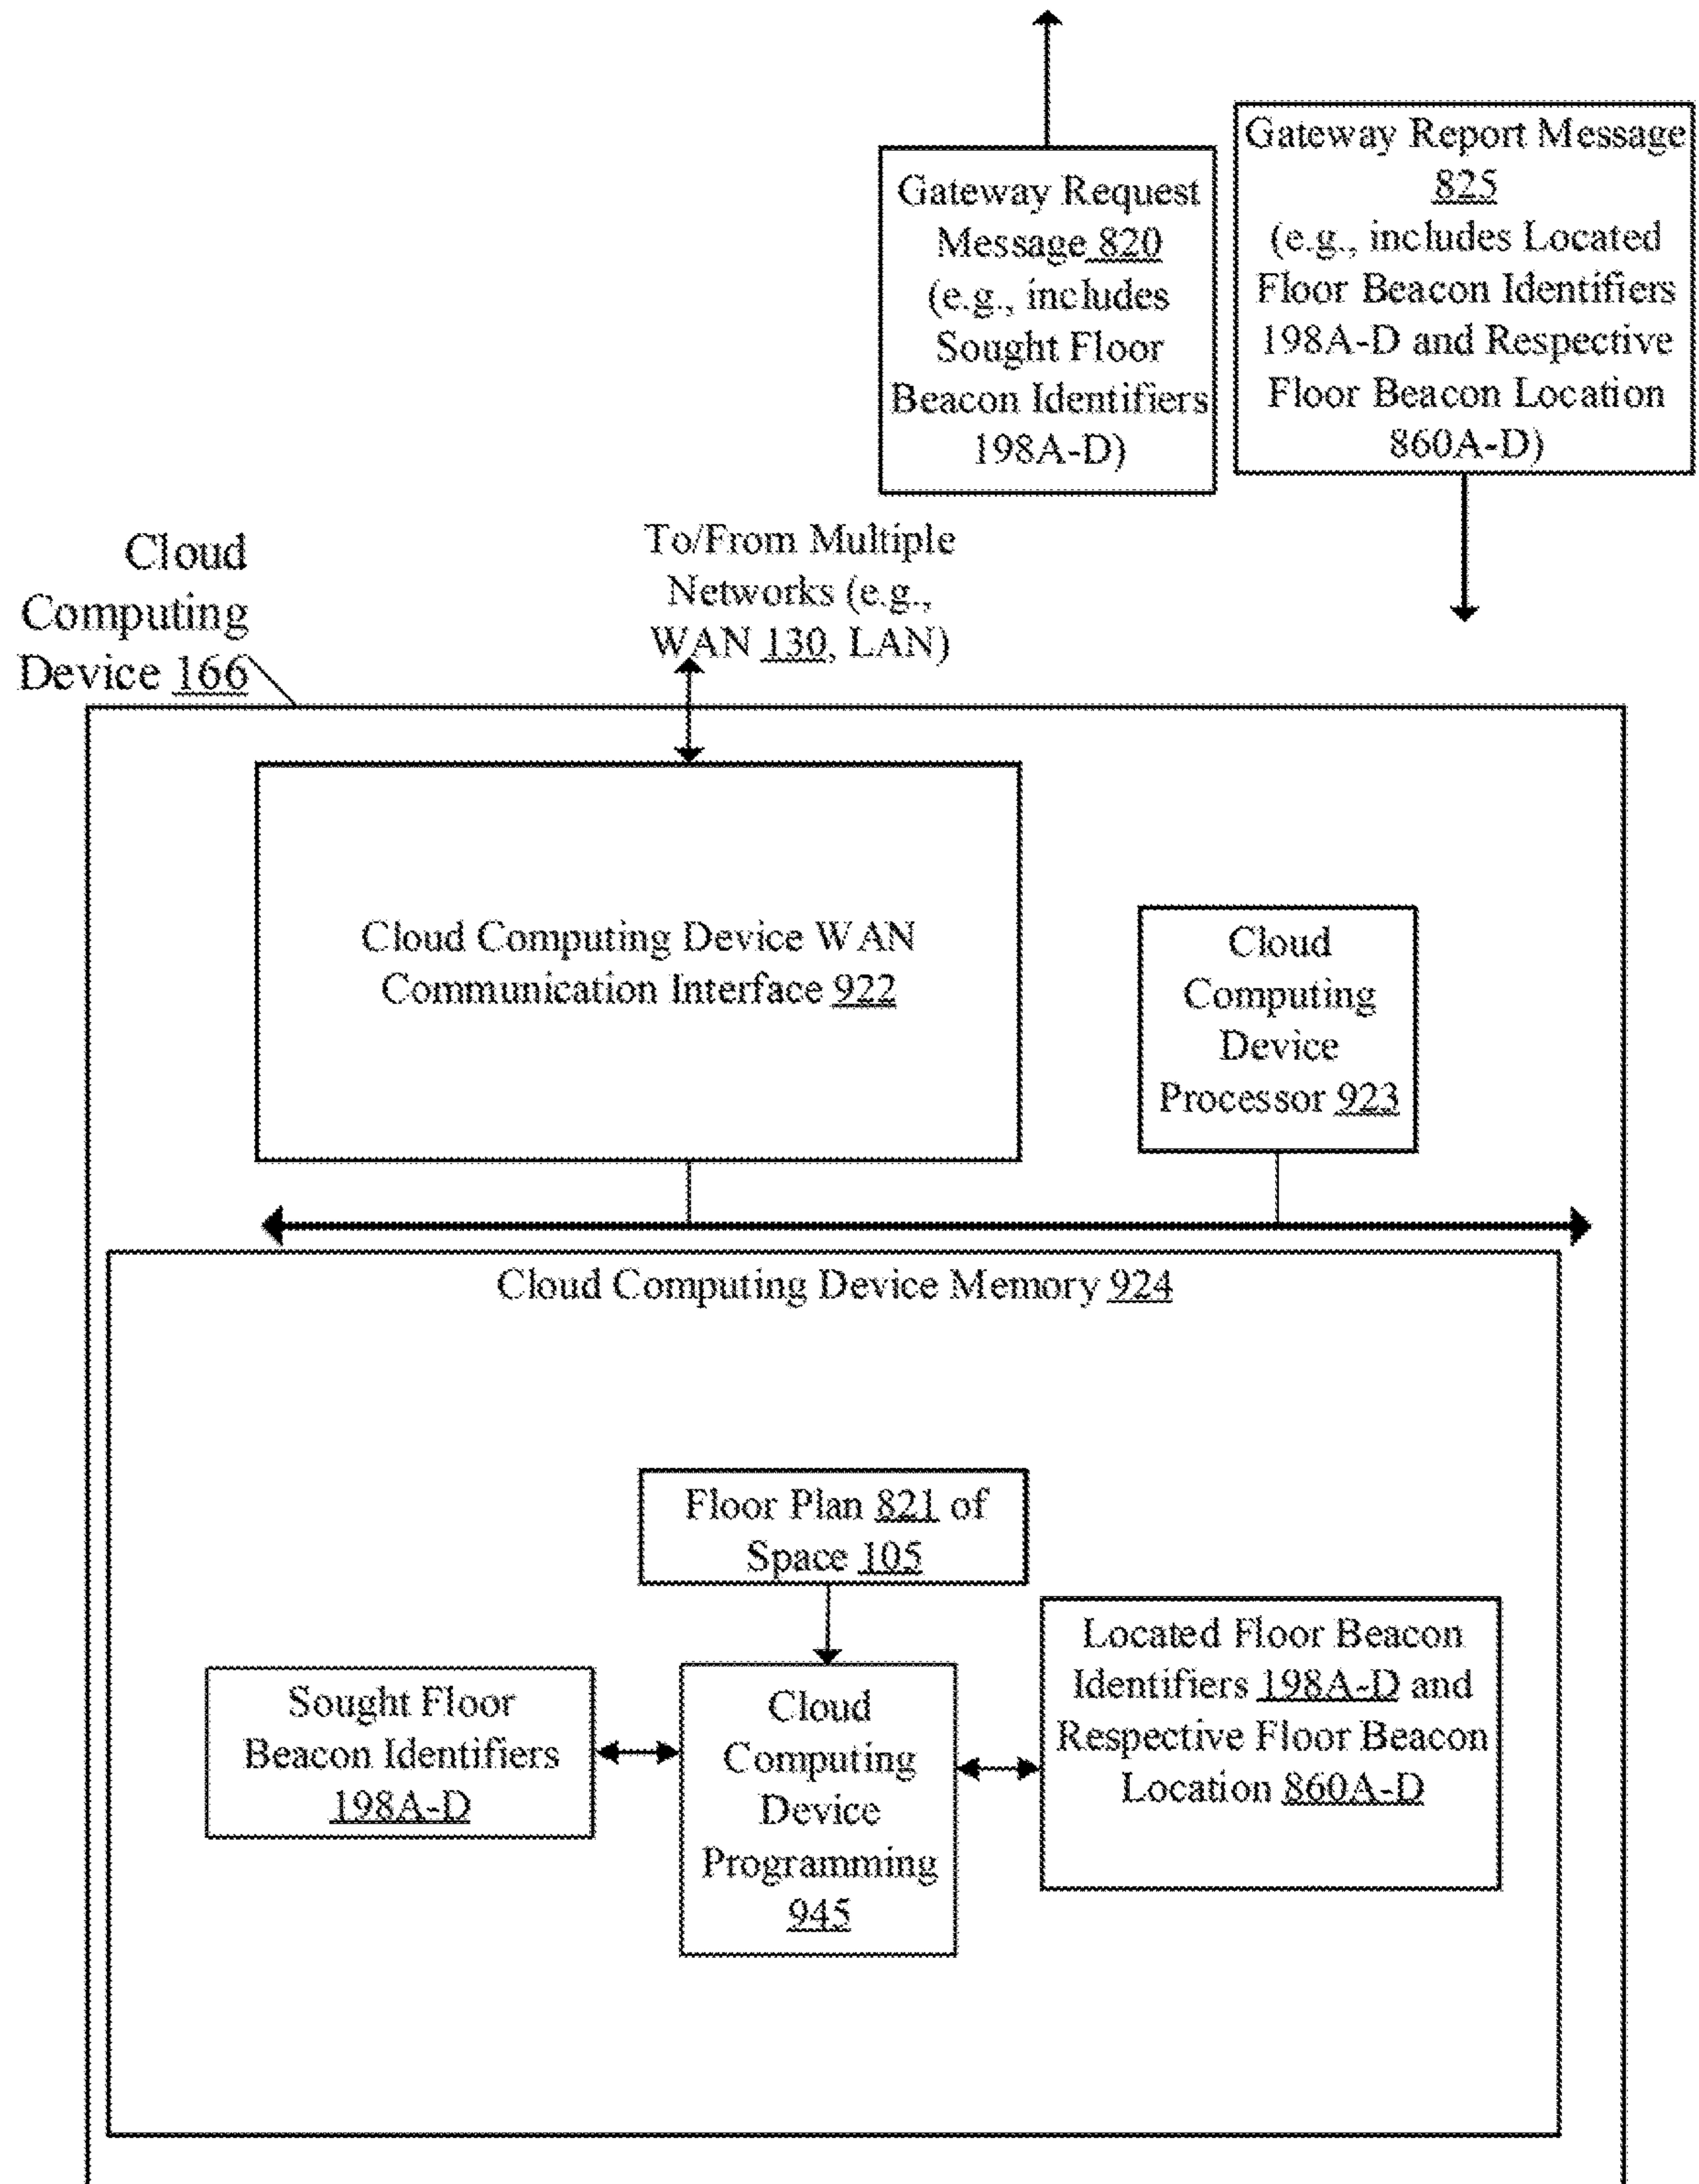 Gateway Request
Message 820
(e.g., includes
Sought Floor
Beacon Identifiers
198A-D)
Gateway Report Message
825
(e.g., includes Located
Floor Beacon Identifiers
198A-D and Respective
Floor Beacon Location
860A-D)
Cloud
Computing
Device 166
To/From Multiple
Networks (e.g.,
WAN 130, LAN)
Cloud Computing Device WAN
Communication Interface 922
Cloud
Computing
Device
Processor 923
Cloud Computing Device Memory 924
Floor Plan 821 of
Space 105
Sought Floor
Beacon Identifiers
198A-D
Cloud
Computing
Device
Programming
945
Located Floor Beacon
Identifiers 198A-D and
Respective Floor Beacon
Location 860A-D